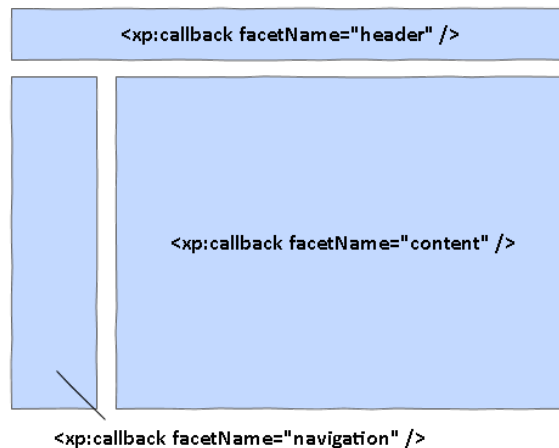 <xp:callback facetName="header" />
<xp:callback facetName="content" />
<xp:callback facetName="navigation" />